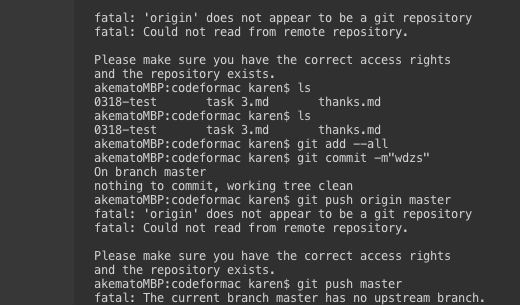 fatal: 'origin' does not appear to be a git repository
fatal: Could not read from remote repository.
Please make sure you have the correct access rights
and the repository exists.
akematoMBP:codeformac karen$ ls
0318-test task 3.md thanks.md
akematoMBP:codeformac karen$ ls
0318-test task 3.md thanks.md
akematoMBP:codeformac karen$ git add --all
akematoMBP:codeformac karen$ git commit -m"wdzs"
On branch master
nothing to commit, working tree clean
akematoMBP:codeformac karen$ git push origin master
fatal: 'origin' does not appear to be a git repository
fatal: Could not read from remote repository.
Please make sure you have the correct access rights
and the repository exists.
akematoMBP:codeformac karen$ git push master
fatal: The current branch master has no upstream branch.